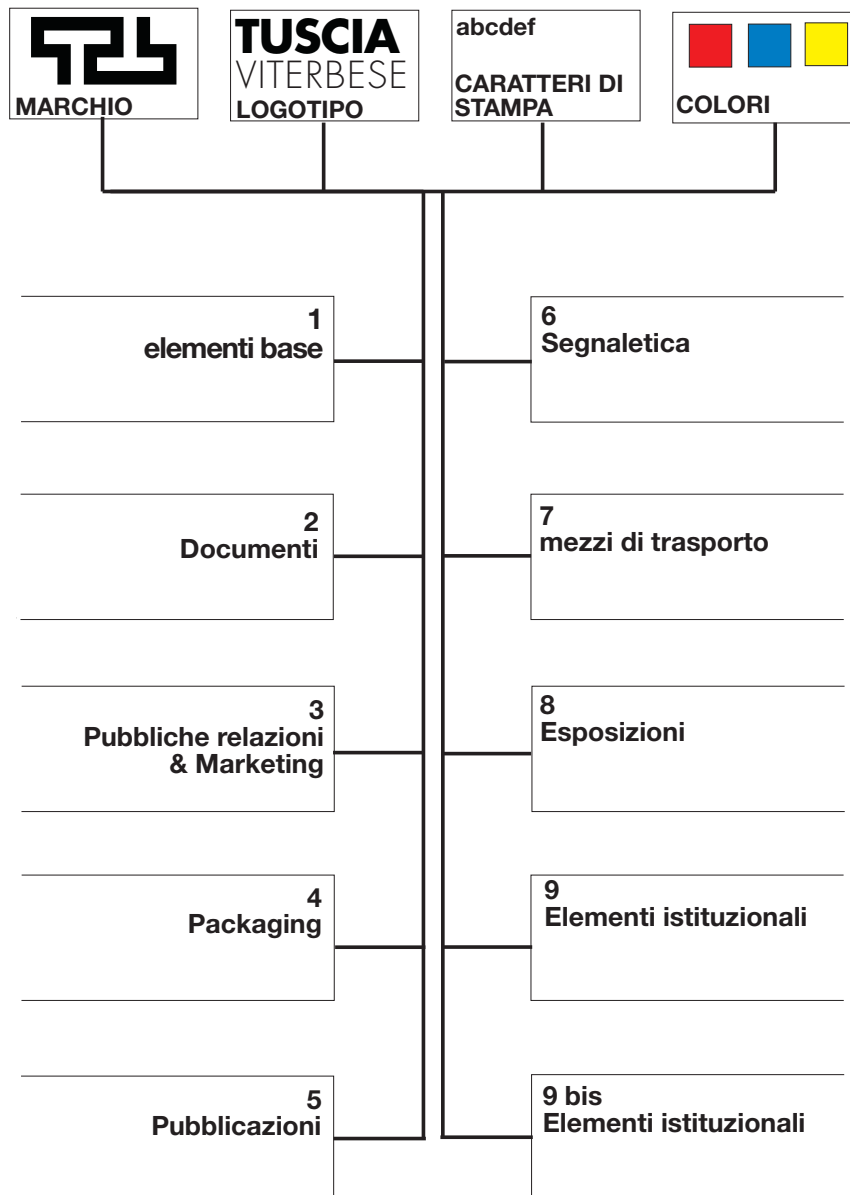 MARCHIO
TUSCIA
VITERBESE
LOGOTIPO
abcdef
CARATTERI DI
STAMPA
COLORI
1
elementi base
2
Documenti
3
Pubbliche relazioni
& Marketing
4
Packaging
5
Pubblicazioni
6
Segnaletica
7
mezzi di trasporto
8
Esposizioni
9
Elementi istituzionali
9 bis
Elementi istituzionali